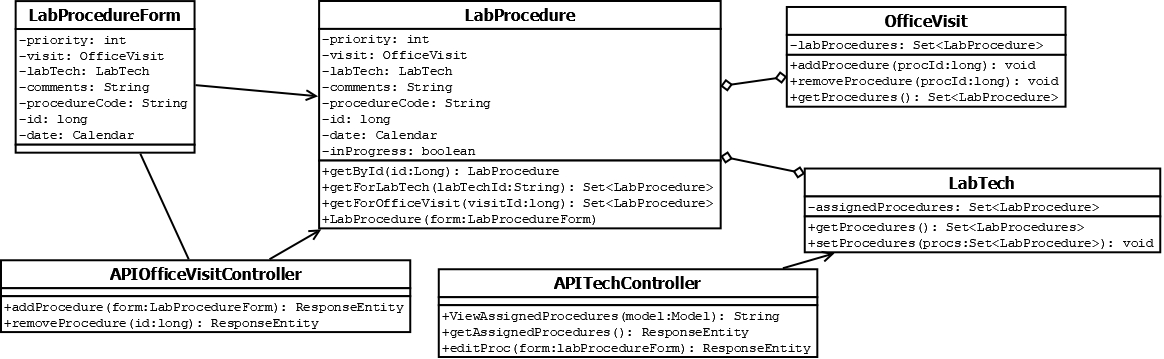 LabProcedureForm
-priority: int
-visit: OfficeVisit
-labTech: LabTech
-comments: String
-procedureCode: String
-id: long
-date: Calendar
LabProcedure
-priority: int
-visit: OfficeVisit
-labTech: LabTech
-comments: String
-procedureCode: String
-id: long
-date: Calendar
-inProgress: boolean
+getById(id:Long): LabProcedure
+getForLabTech(labTechId:String): Set<LabProcedure>
+getForOfficeVisit(visitId:long): Set<LabProcedure>
+LabProcedure(form:LabProcedureForm)
OfficeVisit
-labProcedures: Set<LabProcedure>
+addProcedure(procId:long): void
+removeProcedure(procId:long): void
+getProcedures(): Set<LabProcedure>
LabTech
-assignedProcedures: Set<LabProcedure>
+getProcedures(): Set<LabProcedures>
+setProcedures(procs:Set<LabProcedure>): void
APIOfficeVisitController
+addProcedure(form:LabProcedureForm): ResponseEntity
+removeProcedure(id:long): ResponseEntity
APITechController
+ViewAssignedProcedures(model:Model): String
+getAssignedProcedures(): ResponseEntity
+editProc(form:labProcedureForm): ResponseEntity